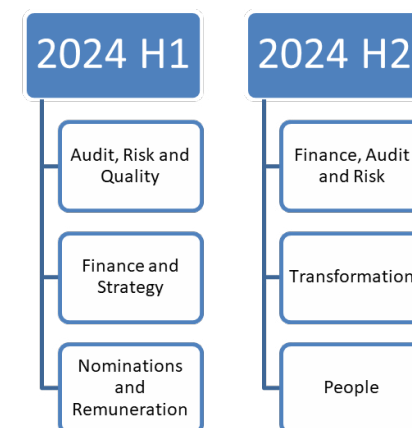 2024 H1
Audit, Risk and
Quality
Finance and
Strategy
Nominations
and
Remuneration
2024 H2
Finance, Audit
and Risk
Transformation
People